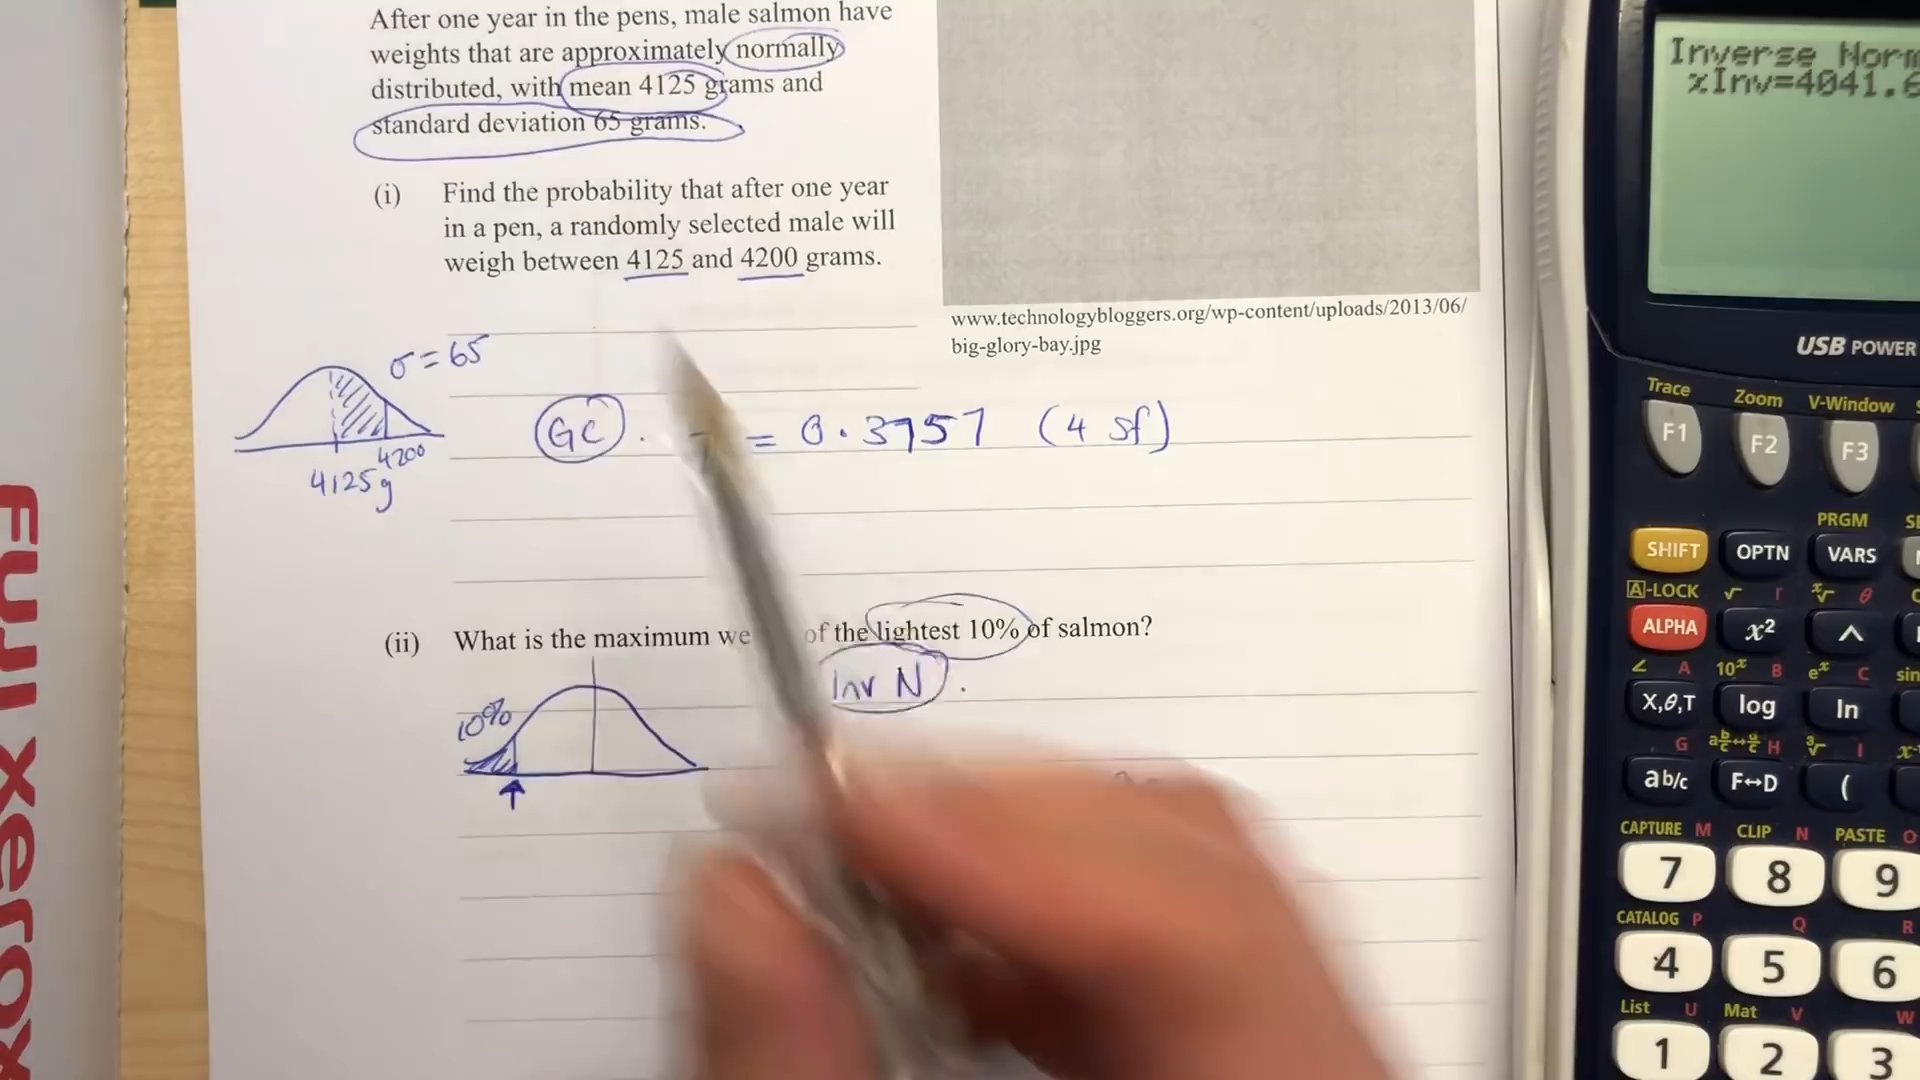 After one year in the pens, male salmon have
weights that are approximately normally
distributed, with mean 4125 grams and
standard deviation 65 grams.
(i) Find the probability that after one year
in a pen, a randomly selected male will
weigh between 4125 and 4200 grams.
www.technologybloggers.org/wp-content/uploads/2013/06/
big-glory-bay.jpg
σ = 65
4200
4125g
GC . = 0.3757 (4 sf)
(ii) What is the maximum we of the lightest 10% of salmon?
Inv N .
10%
FUJI Xerox
Inverse Norm
xInv=4041.6
USB POWER
Trace Zoom V-Window
F1 F2 F3
PRGM
SHIFT OPTN VARS
A-LOCK √ r x√ θ
ALPHA x² ^
∠ A 10ˣ B eˣ C sin
X,θ,T log ln
G a b/c↔d/c H ³√ I x⁻
ab/c F↔D (
CAPTURE M CLIP N PASTE O
7 8 9
CATALOG P Q R
4 5 6
List U Mat V W
1 2 3